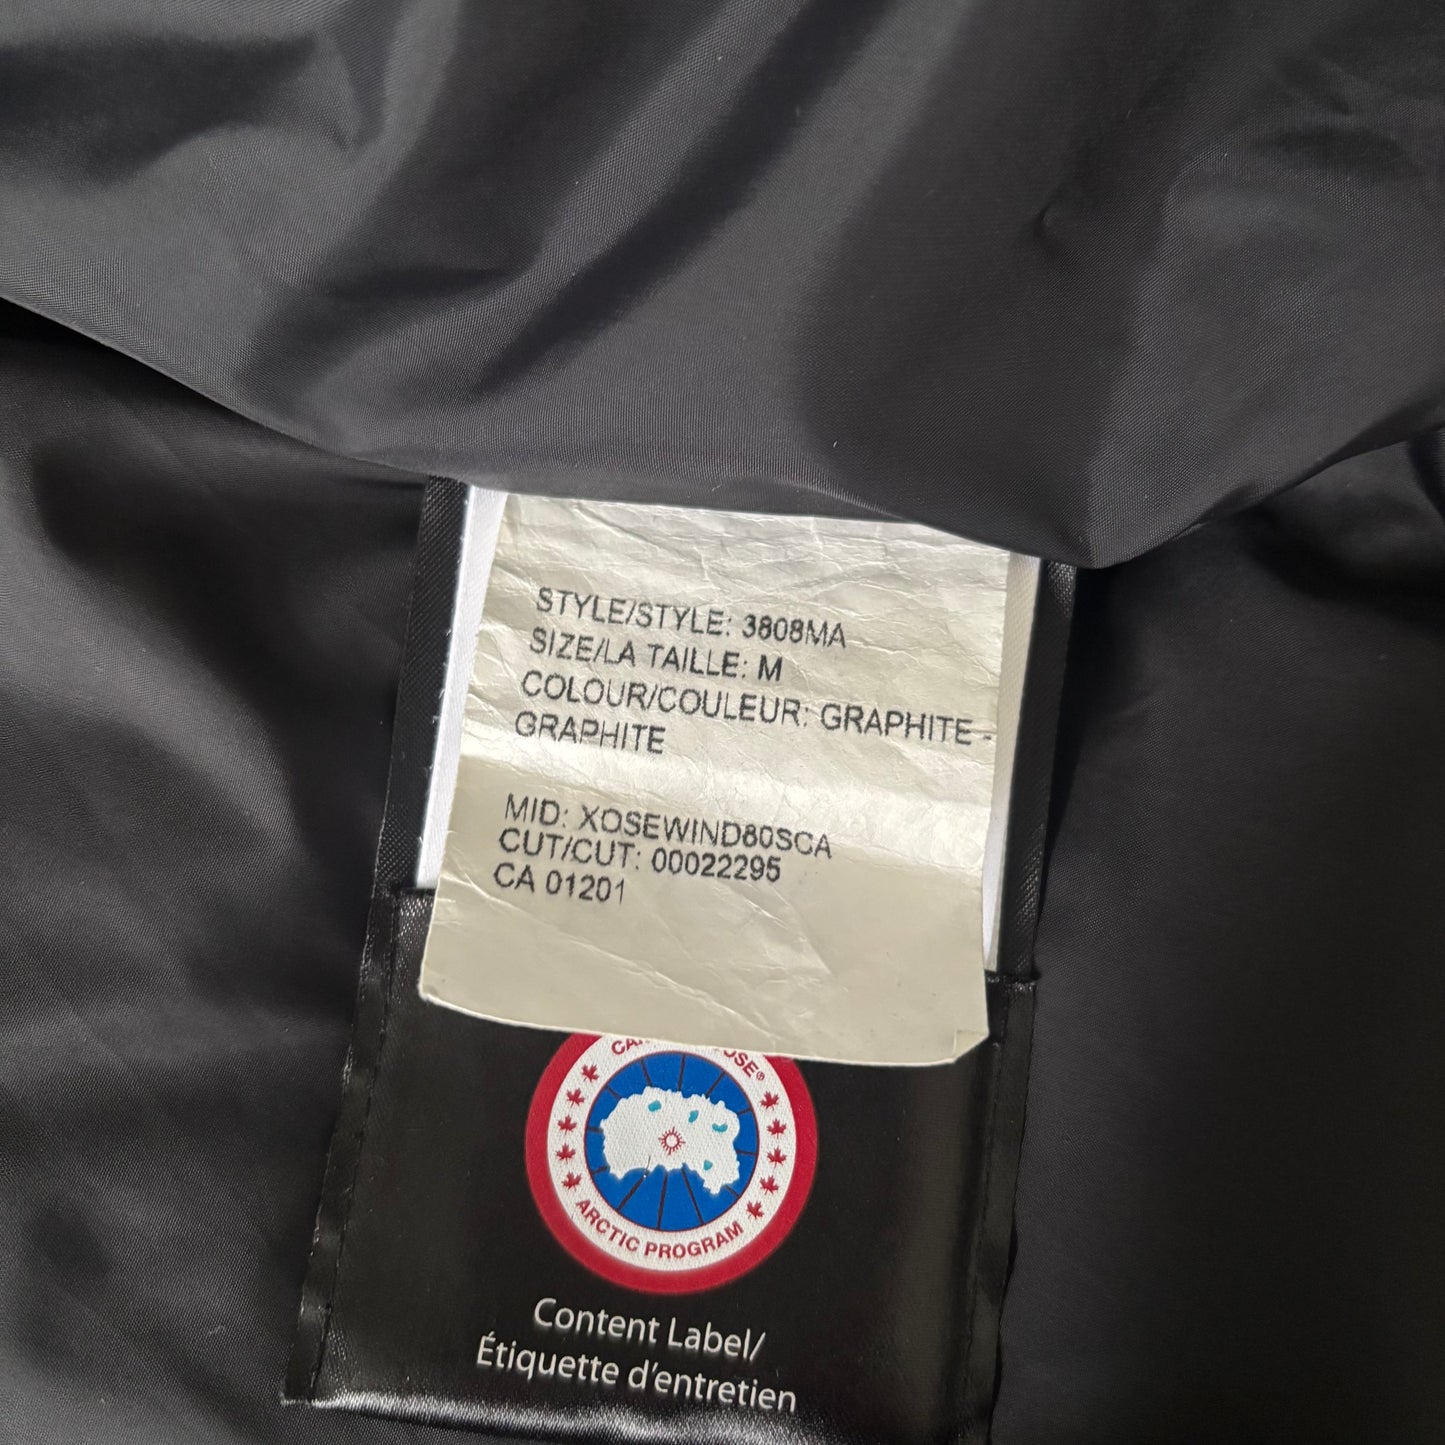 STYLE/STYLE: 3808MA
SIZE/LA TAILLE: M
COLOUR/COULEUR: GRAPHITE -
GRAPHITE
MID: XOSEWIND80SCA
CUT/CUT: 00022295
CA 01201
ARCTIC PROGRAM
Content Label/
Étiquette d'entretien